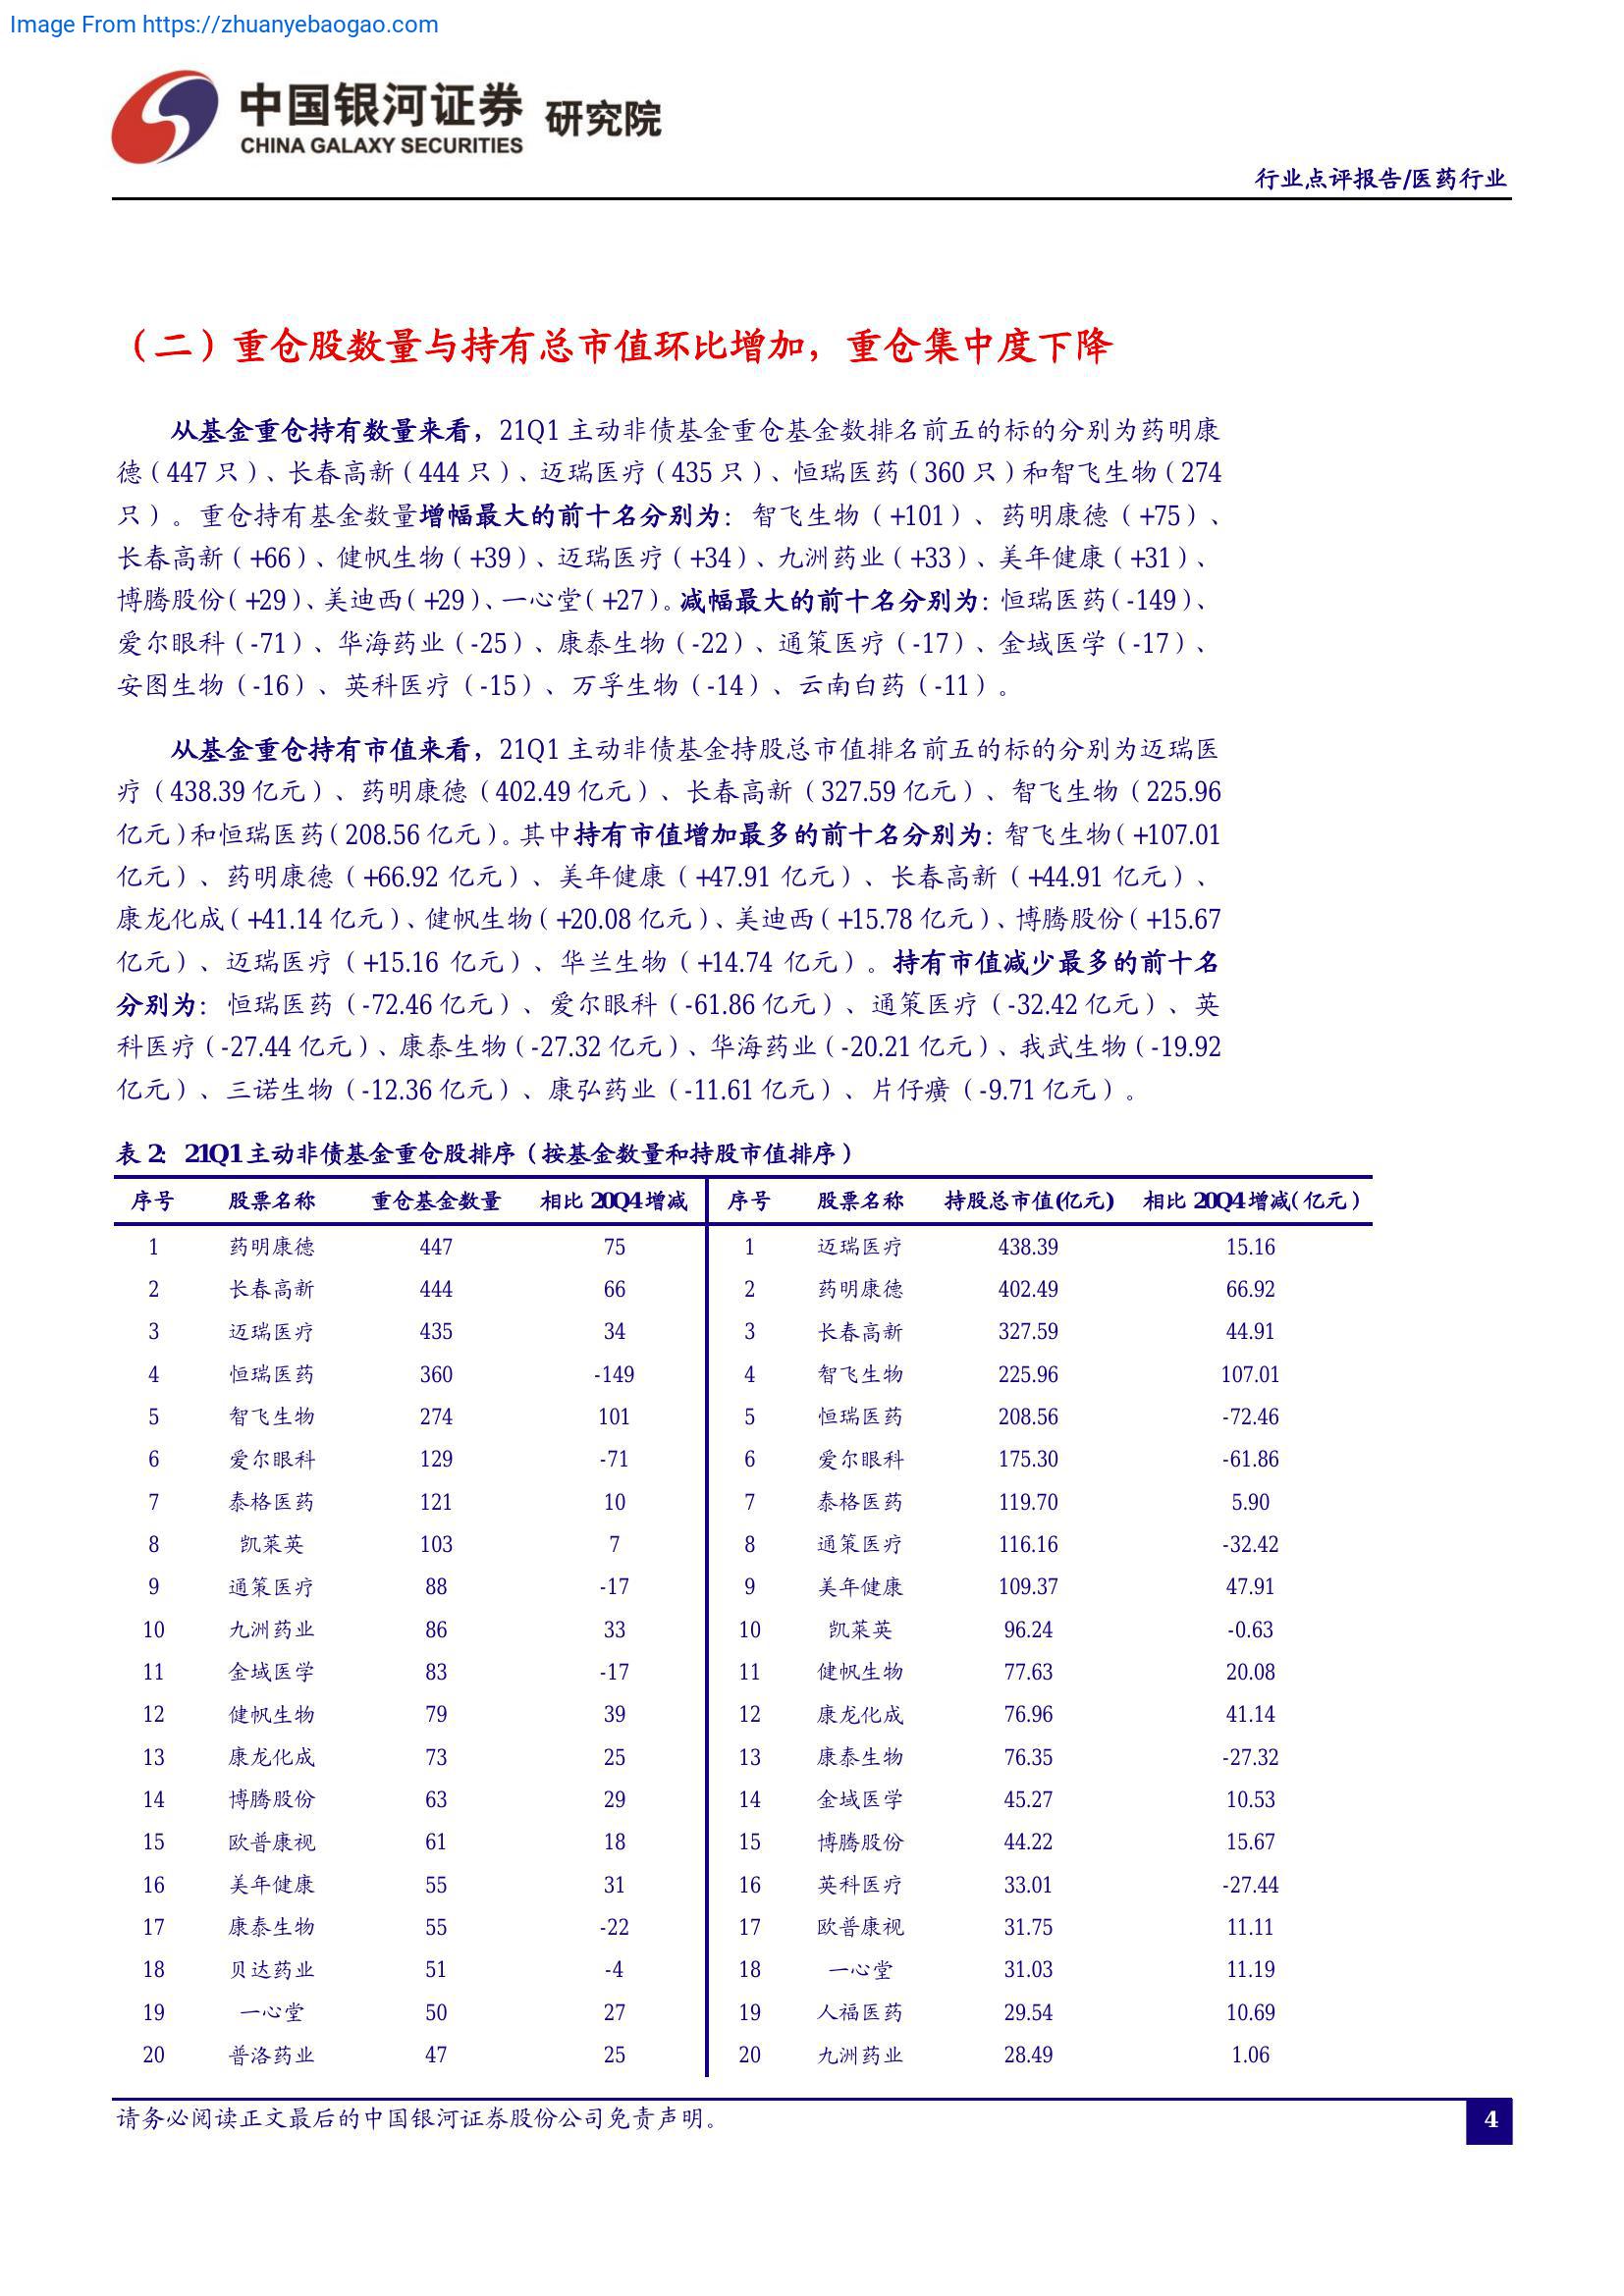 Image From https://zhuanyebaogao.com
中国银河证券 研究院
CHINA GALAXY SECURITIES
行业点评报告/医药行业
（二）重仓股数量与持有总市值环比增加，重仓集中度下降
从基金重仓持有数量来看，21Q1 主动非债基金重仓基金数排名前五的标的分别为药明康
德（447 只）、长春高新（444 只）、迈瑞医疗（435 只）、恒瑞医药（360 只）和智飞生物（274
只）。重仓持有基金数量增幅最大的前十名分别为：智飞生物（+101）、药明康德（+75）、
长春高新（+66）、健帆生物（+39）、迈瑞医疗（+34）、九洲药业（+33）、美年健康（+31）、
博腾股份（+29）、美迪西（+29）、一心堂（+27）。减幅最大的前十名分别为：恒瑞医药（-149）、
爱尔眼科（-71）、华海药业（-25）、康泰生物（-22）、通策医疗（-17）、金域医学（-17）、
安图生物（-16）、英科医疗（-15）、万孚生物（-14）、云南白药（-11）。
从基金重仓持有市值来看，21Q1 主动非债基金持股总市值排名前五的标的分别为迈瑞医
疗（438.39 亿元）、药明康德（402.49 亿元）、长春高新（327.59 亿元）、智飞生物（225.96
亿元）和恒瑞医药（208.56 亿元）。其中持有市值增加最多的前十名分别为：智飞生物（+107.01
亿元）、药明康德（+66.92 亿元）、美年健康（+47.91 亿元）、长春高新（+44.91 亿元）、
康龙化成（+41.14 亿元）、健帆生物（+20.08 亿元）、美迪西（+15.78 亿元）、博腾股份（+15.67
亿元）、迈瑞医疗（+15.16 亿元）、华兰生物（+14.74 亿元）。持有市值减少最多的前十名
分别为：恒瑞医药（-72.46 亿元）、爱尔眼科（-61.86 亿元）、通策医疗（-32.42 亿元）、英
科医疗（-27.44 亿元）、康泰生物（-27.32 亿元）、华海药业（-20.21 亿元）、我武生物（-19.92
亿元）、三诺生物（-12.36 亿元）、康弘药业（-11.61 亿元）、片仔癀（-9.71 亿元）。
表 2：21Q1 主动非债基金重仓股排序（按基金数量和持股市值排序）
序号 股票名称 重仓基金数量 相比 20Q4 增减 序号 股票名称 持股总市值(亿元) 相比 20Q4 增减（亿元）
1 药明康德 447 75 1 迈瑞医疗 438.39 15.16
2 长春高新 444 66 2 药明康德 402.49 66.92
3 迈瑞医疗 435 34 3 长春高新 327.59 44.91
4 恒瑞医药 360 -149 4 智飞生物 225.96 107.01
5 智飞生物 274 101 5 恒瑞医药 208.56 -72.46
6 爱尔眼科 129 -71 6 爱尔眼科 175.30 -61.86
7 泰格医药 121 10 7 泰格医药 119.70 5.90
8 凯莱英 103 7 8 通策医疗 116.16 -32.42
9 通策医疗 88 -17 9 美年健康 109.37 47.91
10 九洲药业 86 33 10 凯莱英 96.24 -0.63
11 金域医学 83 -17 11 健帆生物 77.63 20.08
12 健帆生物 79 39 12 康龙化成 76.96 41.14
13 康龙化成 73 25 13 康泰生物 76.35 -27.32
14 博腾股份 63 29 14 金域医学 45.27 10.53
15 欧普康视 61 18 15 博腾股份 44.22 15.67
16 美年健康 55 31 16 英科医疗 33.01 -27.44
17 康泰生物 55 -22 17 欧普康视 31.75 11.11
18 贝达药业 51 -4 18 一心堂 31.03 11.19
19 一心堂 50 27 19 人福医药 29.54 10.69
20 普洛药业 47 25 20 九洲药业 28.49 1.06
请务必阅读正文最后的中国银河证券股份公司免责声明。
4